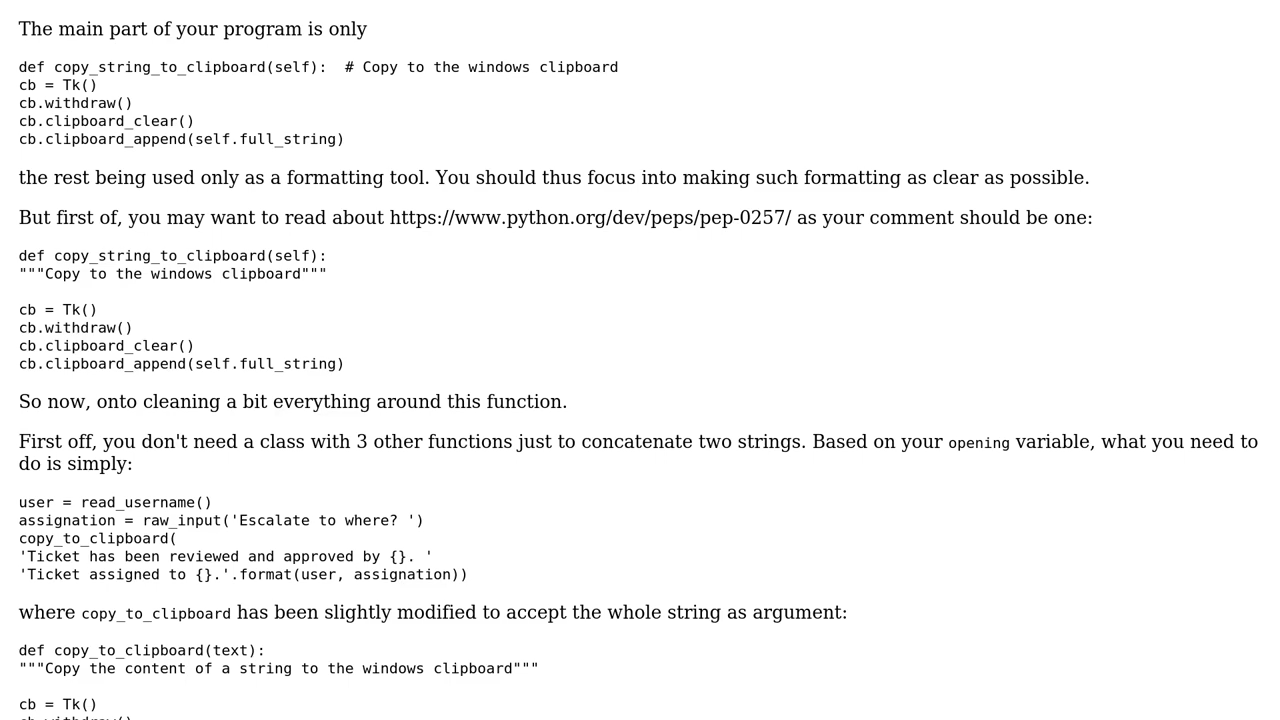 The main part of your program is only
def copy_string_to_clipboard(self):  # Copy to the windows clipboard
cb = Tk()
cb.withdraw()
cb.clipboard_clear()
cb.clipboard_append(self.full_string)
the rest being used only as a formatting tool. You should thus focus into making such formatting as clear as possible.
But first of, you may want to read about https://www.python.org/dev/peps/pep-0257/ as your comment should be one:
def copy_string_to_clipboard(self):
"""Copy to the windows clipboard"""
cb = Tk()
cb.withdraw()
cb.clipboard_clear()
cb.clipboard_append(self.full_string)
So now, onto cleaning a bit everything around this function.
First off, you don't need a class with 3 other functions just to concatenate two strings. Based on your opening variable, what you need to
do is simply:
user = read_username()
assignation = raw_input('Escalate to where? ')
copy_to_clipboard(
'Ticket has been reviewed and approved by {}. '
'Ticket assigned to {}.'.format(user, assignation))
where copy_to_clipboard has been slightly modified to accept the whole string as argument:
def copy_to_clipboard(text):
"""Copy the content of a string to the windows clipboard"""
cb = Tk()